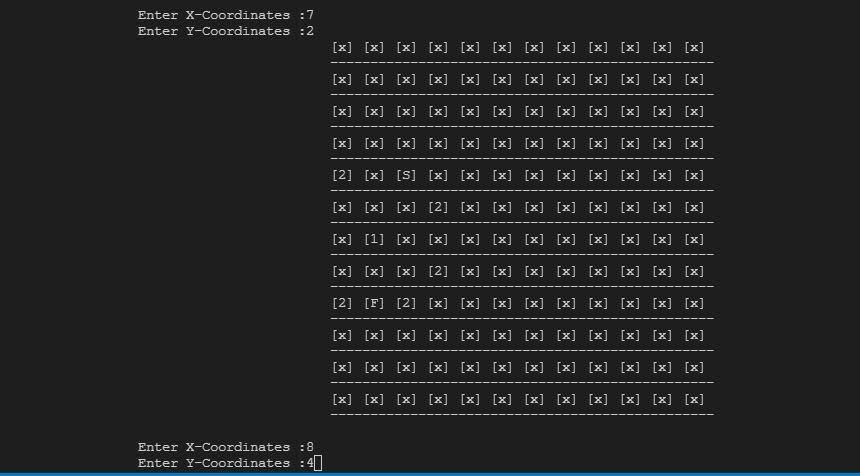 Enter X-Coordinates :7
Enter Y-Coordinates :2
[x] [x] [x] [x] [x] [x] [x] [x] [x] [x] [x] [x]
------------------------------------------------
[x] [x] [x] [x] [x] [x] [x] [x] [x] [x] [x] [x]
------------------------------------------------
[x] [x] [x] [x] [x] [x] [x] [x] [x] [x] [x] [x]
------------------------------------------------
[x] [x] [x] [x] [x] [x] [x] [x] [x] [x] [x] [x]
------------------------------------------------
[2] [x] [S] [x] [x] [x] [x] [x] [x] [x] [x] [x]
------------------------------------------------
[x] [x] [x] [2] [x] [x] [x] [x] [x] [x] [x] [x]
------------------------------------------------
[x] [1] [x] [x] [x] [x] [x] [x] [x] [x] [x] [x]
------------------------------------------------
[x] [x] [x] [2] [x] [x] [x] [x] [x] [x] [x] [x]
------------------------------------------------
[2] [F] [2] [x] [x] [x] [x] [x] [x] [x] [x] [x]
------------------------------------------------
[x] [x] [x] [x] [x] [x] [x] [x] [x] [x] [x] [x]
------------------------------------------------
[x] [x] [x] [x] [x] [x] [x] [x] [x] [x] [x] [x]
------------------------------------------------
[x] [x] [x] [x] [x] [x] [x] [x] [x] [x] [x] [x]
------------------------------------------------
Enter X-Coordinates :8
Enter Y-Coordinates :4